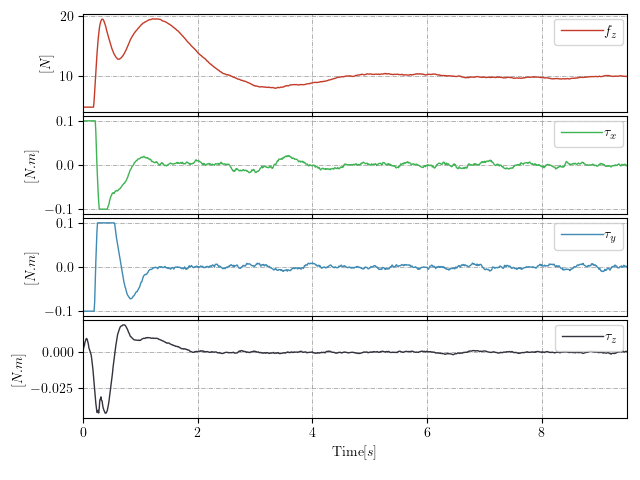 20
10
[N]
f_z
0.1
0.0
−0.1
[N.m]
τ_x
0.1
0.0
−0.1
[N.m]
τ_y
0.000
−0.025
[N.m]
τ_z
0 2 4 6 8
Time[s]